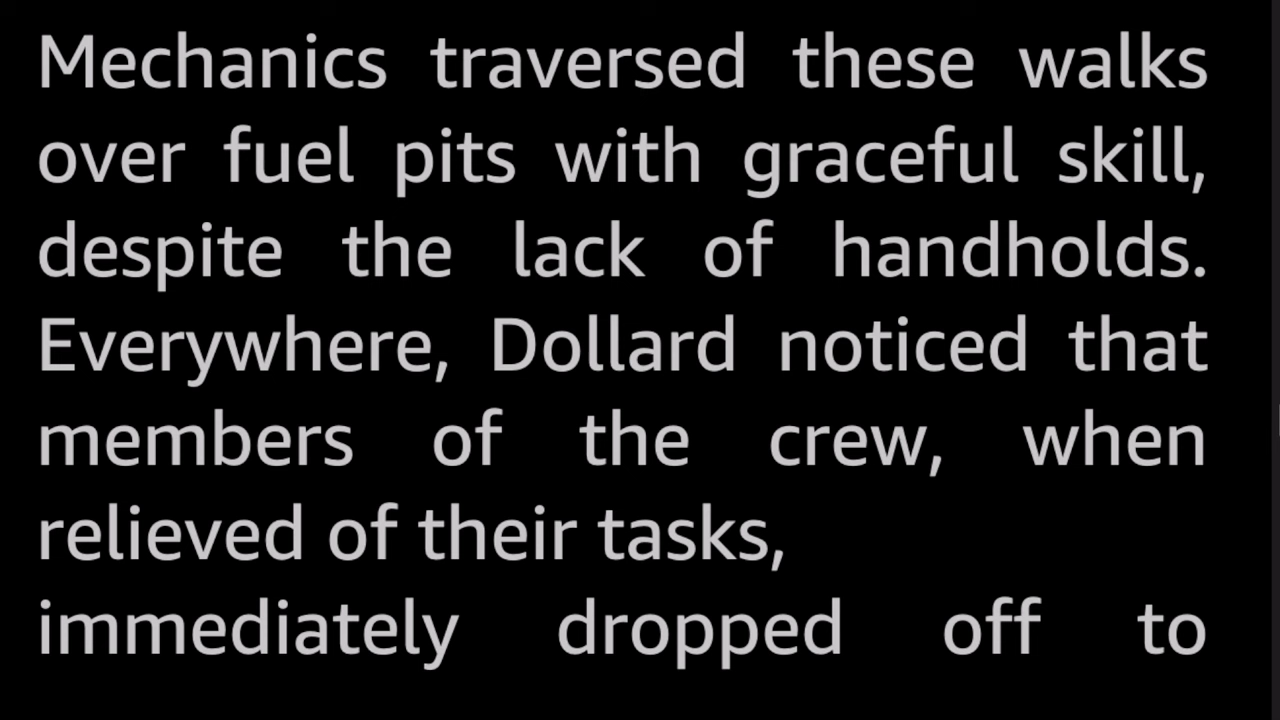 Mechanics traversed these walks
over fuel pits with graceful skill,
despite the lack of handholds.
Everywhere, Dollard noticed that
members of the crew, when
relieved of their tasks,
immediately dropped off to